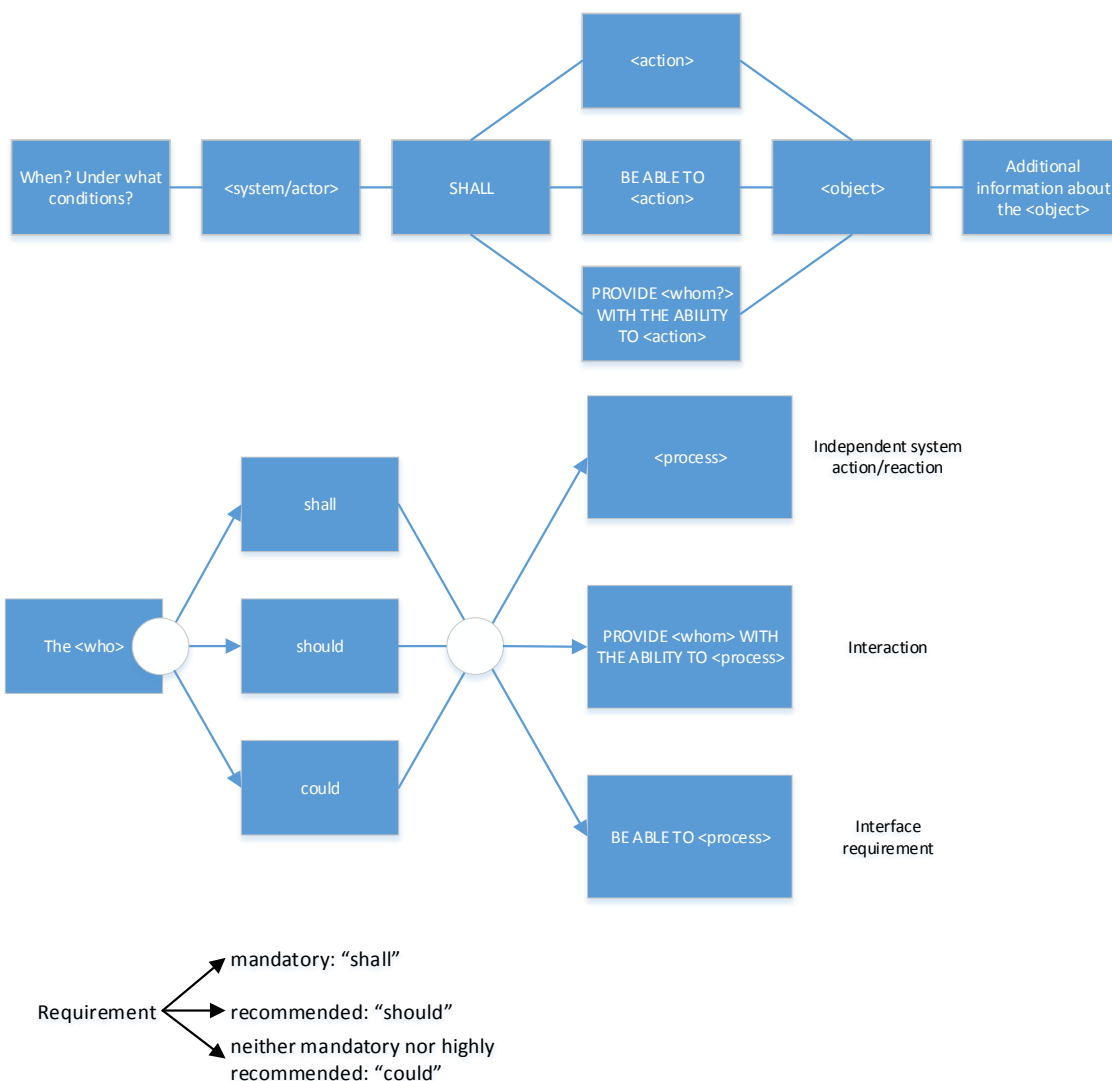 <action>
When? Under what
conditions?
<system/actor>
SHALL
BE ABLE TO
<action>
<object>
Additional
information about
the <object>
PROVIDE <whom?>
WITH THE ABILITY
TO <action>
<process>
Independent system
action/reaction
shall
The <who>
should
PROVIDE <whom> WITH
THE ABILITY TO <process>
Interaction
could
BE ABLE TO <process>
Interface
requirement
mandatory: “shall”
Requirement
recommended: “should”
neither mandatory nor highly
recommended: “could”